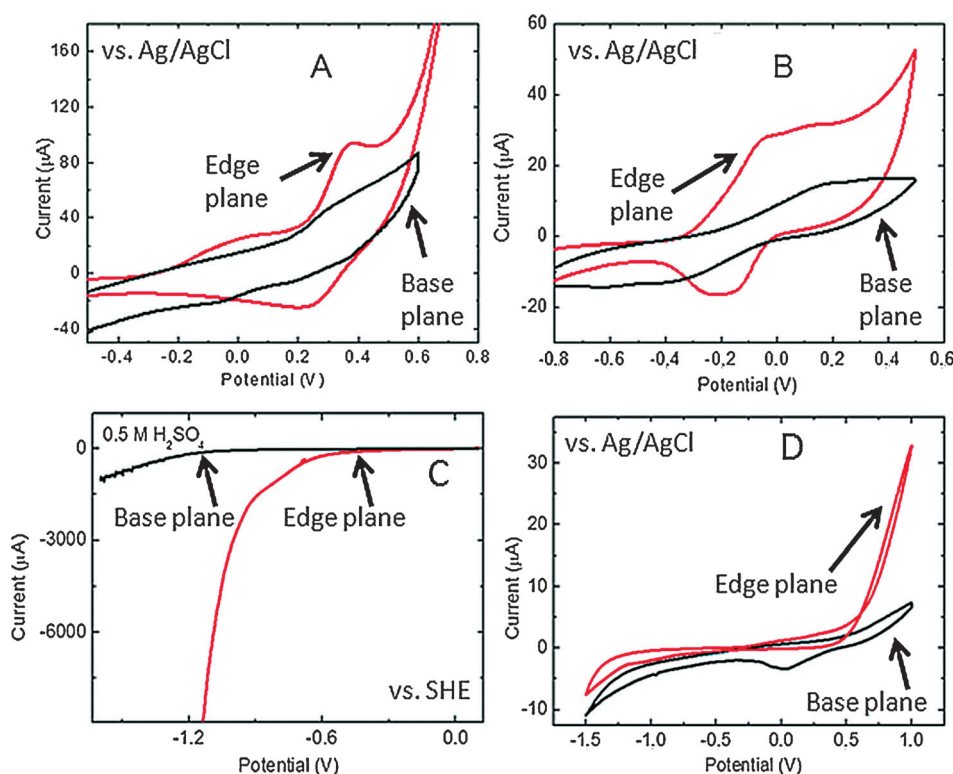 vs. Ag/AgCl
A
Edge
plane
Base
plane
Current (μA)
160
120
80
40
0
-40
-0.4 -0.2 0.0 0.2 0.4 0.6 0.8
Potential (V)
vs. Ag/AgCl
B
Edge
plane
Base
plane
Current (μA)
60
40
20
0
-20
-0.8 -0.6 -0.4 -0.2 0.0 0.2 0.4 0.6
Potential (V)
0.5 M H₂SO₄
C
Base plane
Edge plane
vs. SHE
Current (μA)
0
-3000
-6000
-1.2 -0.6 0.0
Potential (V)
vs. Ag/AgCl
D
Edge plane
Base plane
Current (μA)
30
20
10
0
-10
-1.5 -1.0 -0.5 0.0 0.5 1.0
Potential (V)